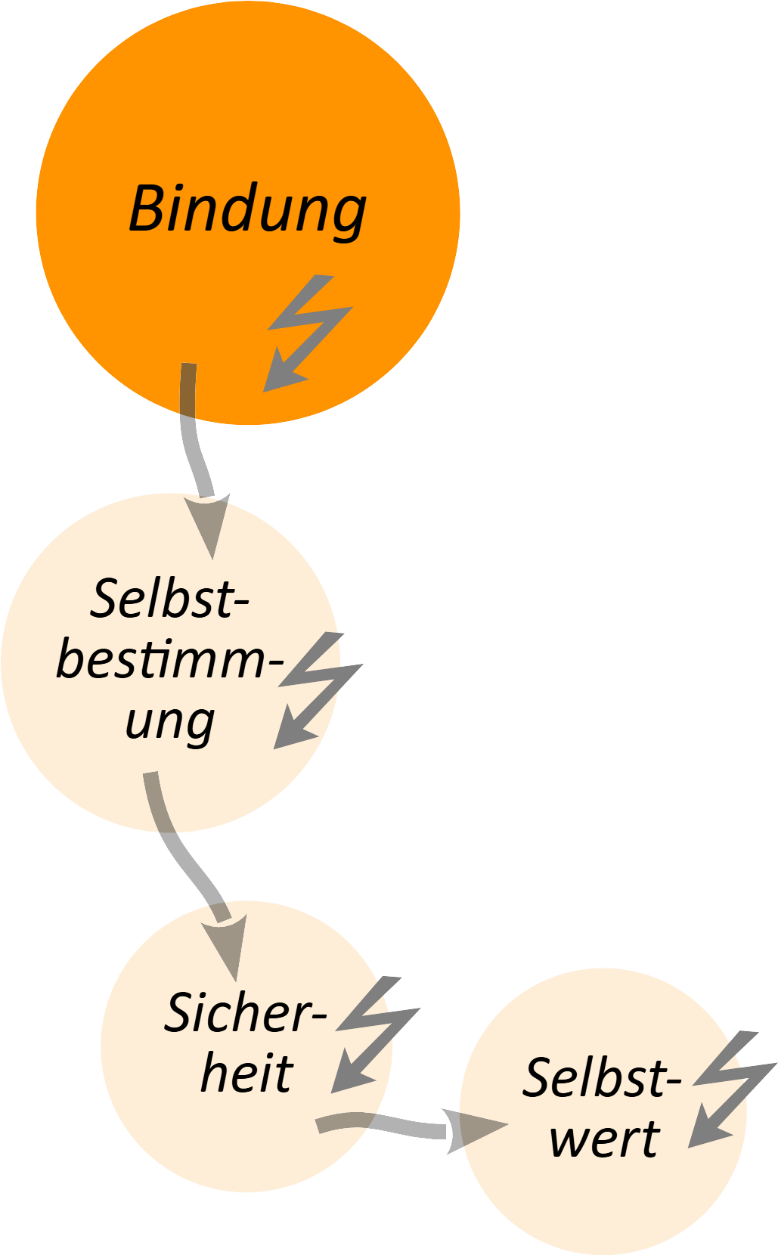 Bindung
Selbst-
bestimm-
ung
Sicher-
heit
Selbst-
wert